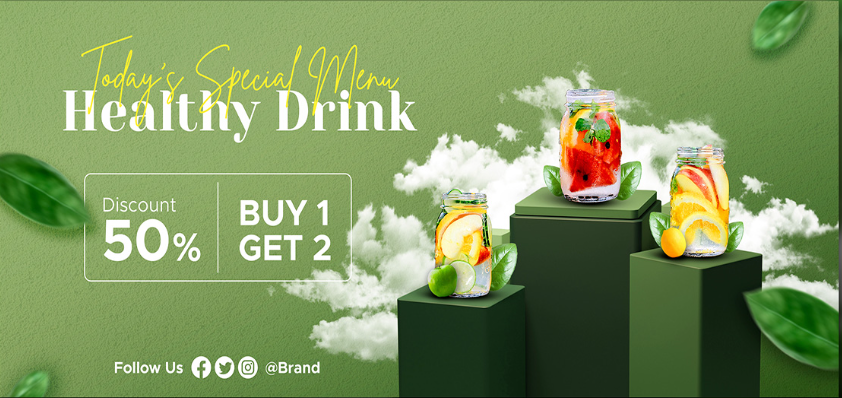 Today's Special Menu
Healthy Drink
Discount
50%
BUY 1
GET 2
Follow Us @Brand